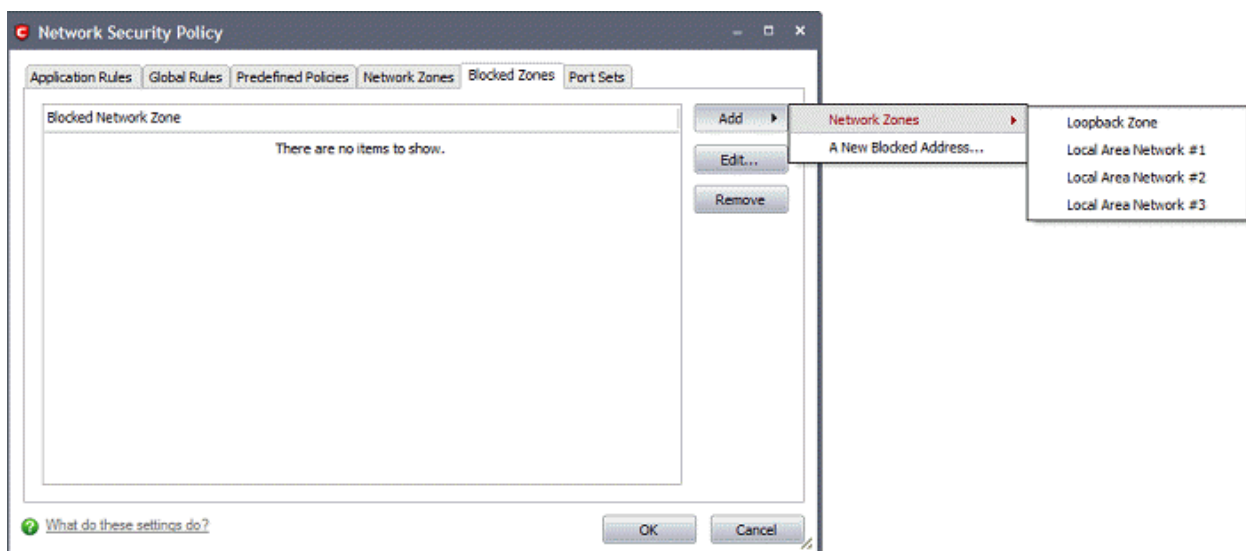 Network Security Policy
Application Rules Global Rules Predefined Policies Network Zones Blocked Zones Port Sets
Blocked Network Zone
There are no items to show.
Add
Edit...
Remove
Network Zones
A New Blocked Address...
Loopback Zone
Local Area Network #1
Local Area Network #2
Local Area Network #3
What do these settings do?
OK Cancel